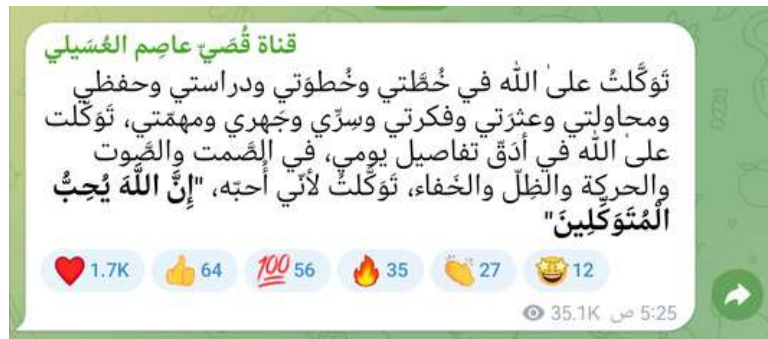 قناة قُصَيّ عاصِم العُسَيلي
تَوَكَّلتُ علىٰ الله في خُطَّتي وخُطوَتي ودراستي وحفظي
ومحاولتي وعثرَتي وفكرتي وسِرِّي وجَهري ومهمّتي، تَوَكَّلت
علىٰ الله في أدَقّ تفاصيل يومي، في الصَّمت والصَّوت
والحركة والظِلّ والخَفاء، تَوَكَّلتُ لأنّي أُحبّه، "إِنَّ اللَّهَ يُحِبُّ
الْمُتَوَكِّلِينَ"
1.7K 64 100 56 35 27 12
35.1K 5:25 ص